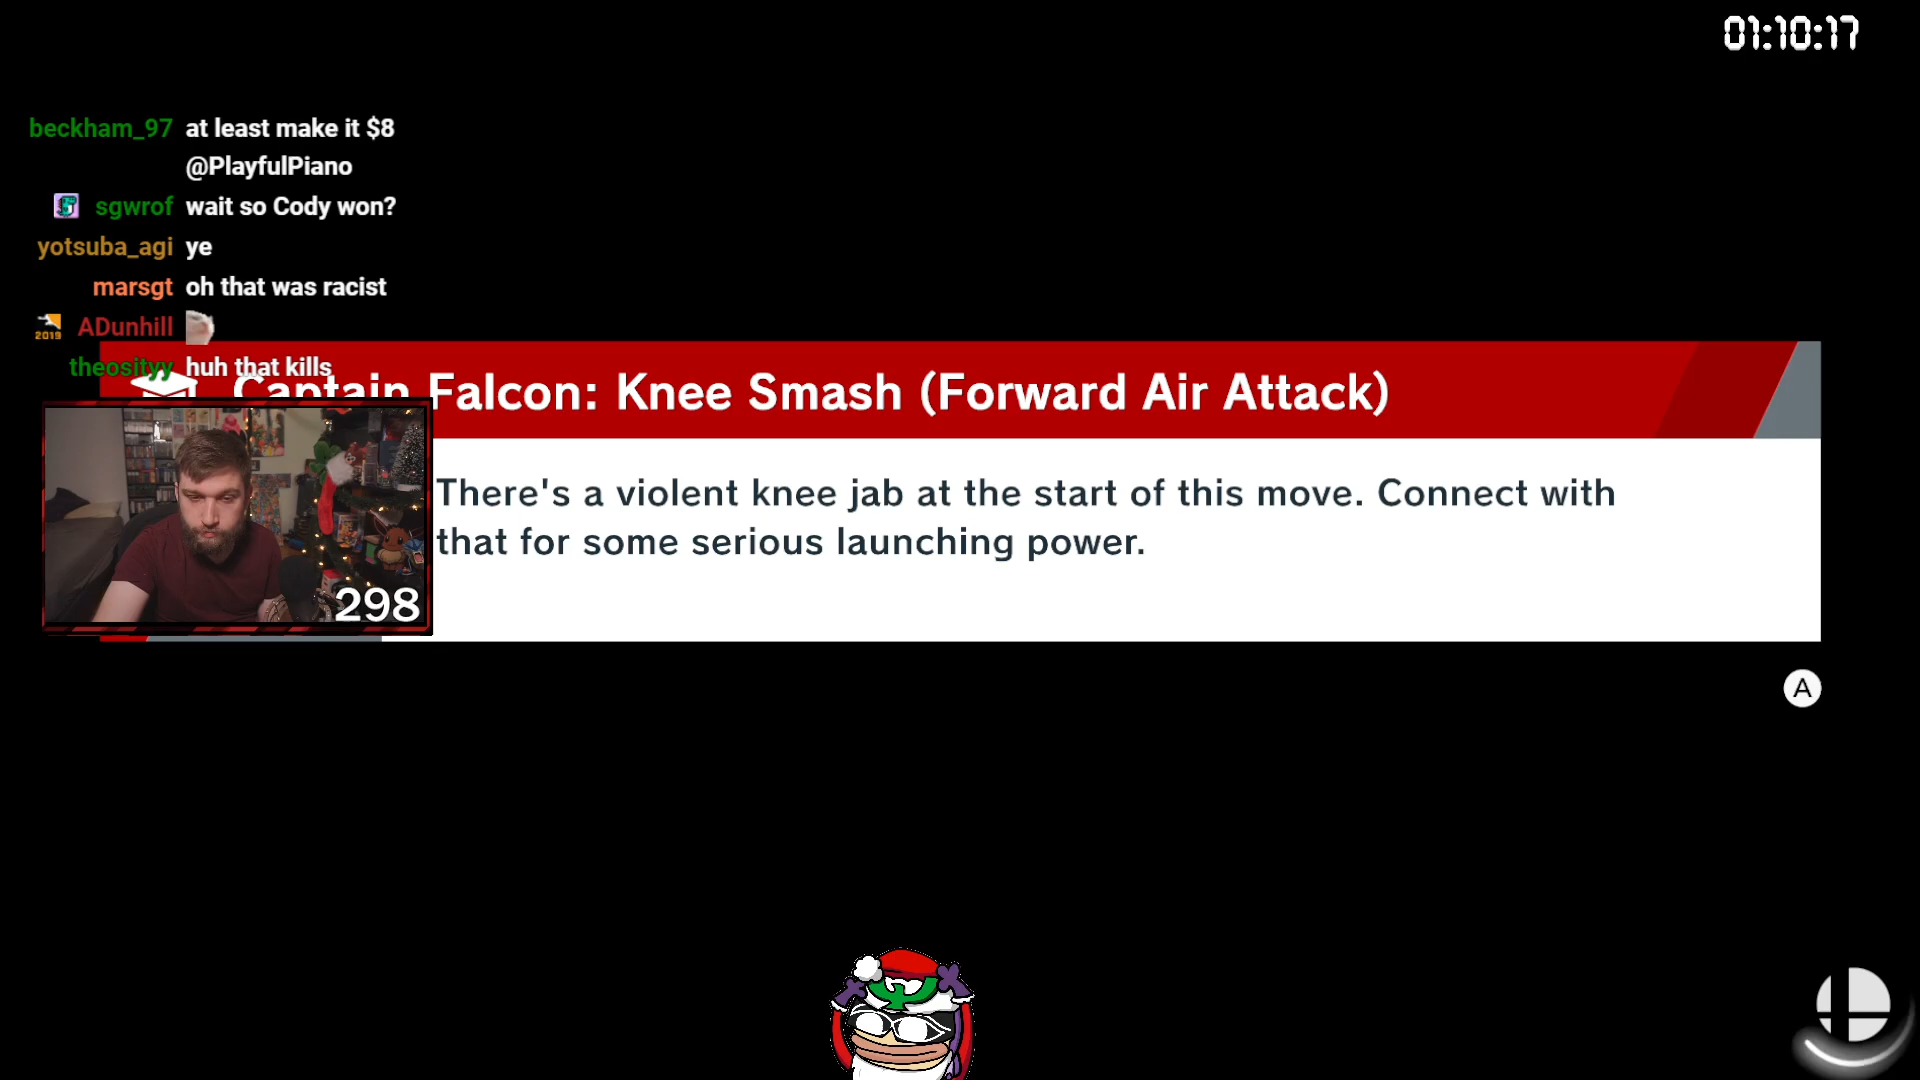 01:10:17
beckham_97 at least make it $8
@PlayfulPiano
sgwrof wait so Cody won?
yotsuba_agi ye
marsgt oh that was racist
2019 ADunhill
theosityy huh that kills
Captain Falcon: Knee Smash (Forward Air Attack)
There's a violent knee jab at the start of this move. Connect with
that for some serious launching power.
298
A